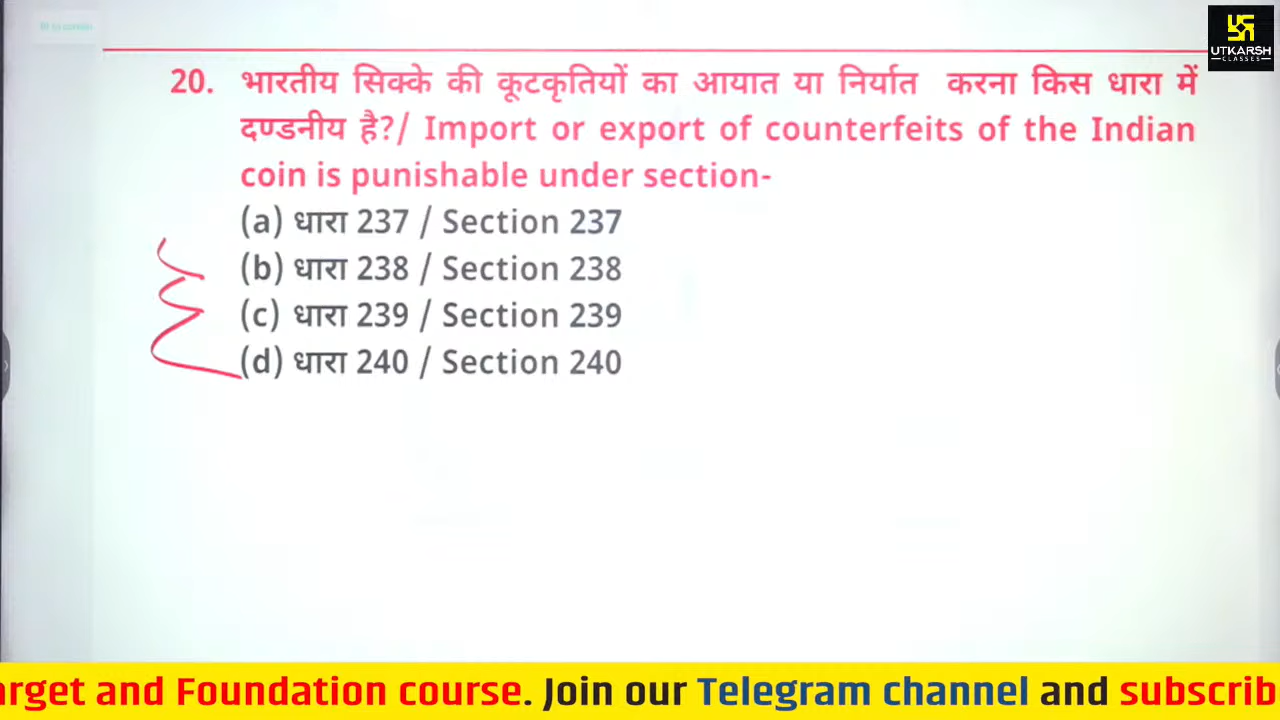 UTKARSH
CLASSES
20. भारतीय सिक्के की कूटकृतियों का आयात या निर्यात करना किस धारा में
दण्डनीय है?/ Import or export of counterfeits of the Indian
coin is punishable under section-
(a) धारा 237 / Section 237
(b) धारा 238 / Section 238
(c) धारा 239 / Section 239
(d) धारा 240 / Section 240
arget and Foundation course. Join our Telegram channel and subscrib